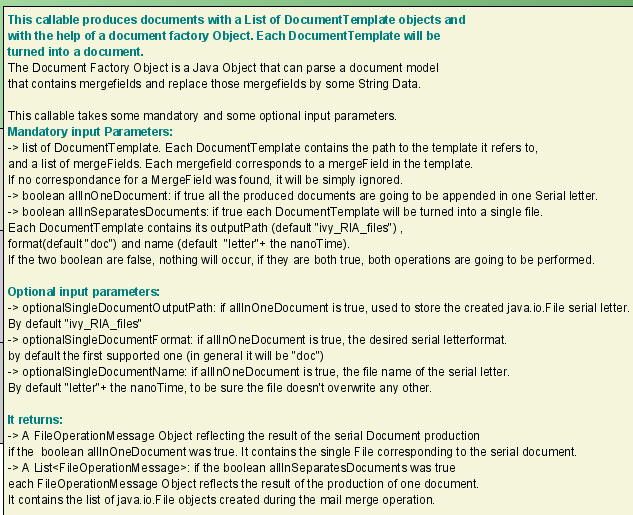 This callable produces documents with a List of DocumentTemplate objects and
with the help of a document factory Object. Each DocumentTemplate will be
turned into a document.
The Document Factory Object is a Java Object that can parse a document model
that contains mergefields and replace those mergefields by some String Data.
This callable takes some mandatory and some optional input parameters.
Mandatory input Parameters:
-> list of DocumentTemplate. Each DocumentTemplate contains the path to the template it refers to,
and a list of mergeFields. Each mergefield corresponds to a mergeField in the template.
If no correspondance for a MergeField was found, it will be simply ignored.
-> boolean allInOneDocument: if true all the produced documents are going to be appended in one Serial letter.
-> boolean allInSeparatesDocuments: if true each DocumentTemplate will be turned into a single file.
Each DocumentTemplate contains its outputPath (default "ivy_RIA_files") ,
format(default "doc") and name (default  "letter"+ the nanoTime).
If the two boolean are false, nothing will occur, if they are both true, both operations are going to be performed.
Optional input parameters:
-> optionalSingleDocumentOutputPath: if allInOneDocument is true, used to store the created java.io.File serial letter.
By default "ivy_RIA_files"
-> optionalSingleDocumentFormat: if allInOneDocument is true, the desired serial letterformat.
by default the first supported one (in general it will be "doc")
-> optionalSingleDocumentName: if allInOneDocument is true, the file name of the serial letter.
By default "letter"+ the nanoTime, to be sure the file doesn't overwrite any other.
It returns:
-> A FileOperationMessage Object reflecting the result of the serial Document production
if the  boolean allInOneDocument was true. It contains the single File corresponding to the serial document.
-> A List<FileOperationMessage>: if the boolean allInSeparatesDocuments was true
each FileOperationMessage Object reflects the result of the production of one document.
It contains the list of java.io.File objects created during the mail merge operation.